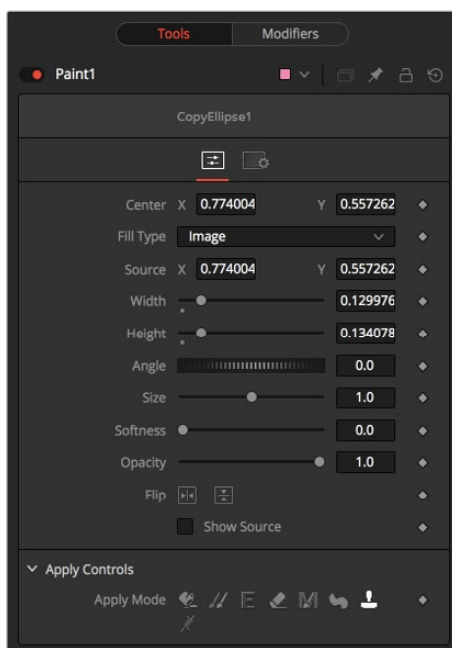 Tools Modifiers
Paint1
CopyEllipse1
Center X 0.774004 Y 0.557262
Fill Type Image
Source X 0.774004 Y 0.557262
Width 0.129976
Height 0.134078
Angle 0.0
Size 1.0
Softness 0.0
Opacity 1.0
Flip
Show Source
Apply Controls
Apply Mode